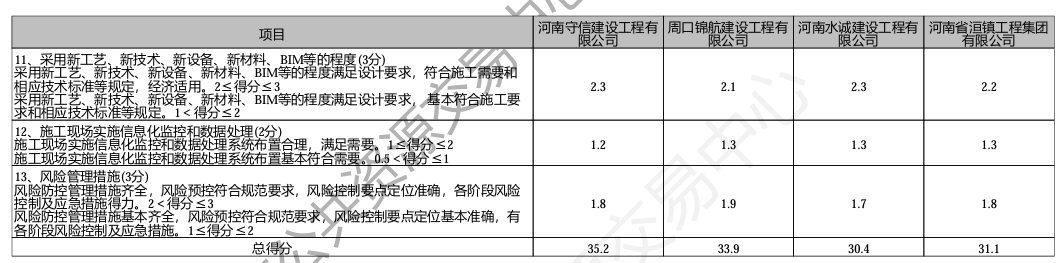 项目
河南守信建设工程有
限公司
周口锦航建设工程有
限公司
河南水诚建设工程有
限公司
河南省洹镇工程集团
有限公司
11、采用新工艺、新技术、新设备、新材料、BIM等的程度(3分)
采用新工艺、新技术、新设备、新材料、BIM等的程度满足设计要求，符合施工需要和
相应技术标准等规定，经济适用。2≤得分≤3
采用新工艺、新技术、新设备、新材料、BIM等的程度满足设计要求，基本符合施工要
求和相应技术标准等规定。1<得分≤2
2.3
2.1
2.3
2.2
12、施工现场实施信息化监控和数据处理(2分)
施工现场实施信息化监控和数据处理系统布置合理，满足需要。1≤得分≤2
施工现场实施信息化监控和数据处理系统布置基本符合需要。0.5<得分≤1
1.2
1.3
1.3
1.3
13、风险管理措施(3分)
风险防控管理措施齐全，风险预控符合规范要求，风险控制要点定位准确，各阶段风险
控制及应急措施得力。2<得分≤3
风险防控管理措施基本齐全，风险预控符合规范要求，风险控制要点定位基本准确，有
各阶段风险控制及应急措施。1≤得分≤2
1.8
1.9
1.7
1.8
总得分
35.2
33.9
30.4
31.1
公共资源交易中心
交易中心